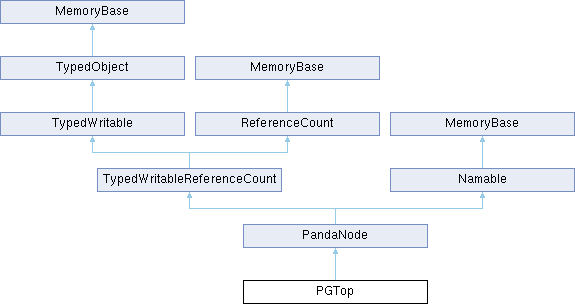 MemoryBase
TypedObject
MemoryBase
TypedWritable
ReferenceCount
MemoryBase
TypedWritableReferenceCount
Namable
PandaNode
PGTop